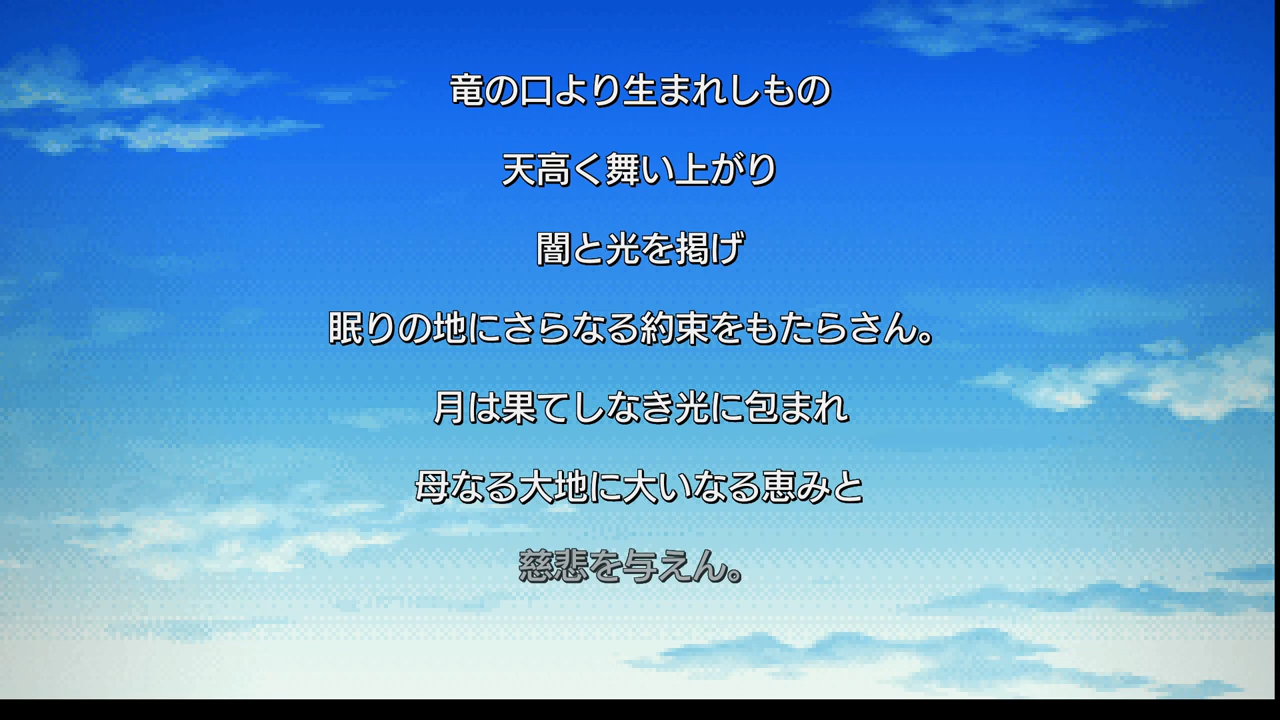 竜の口より生まれしもの
天高く舞い上がり
闇と光を掲げ
眠りの地にさらなる約束をもたらさん。
月は果てしなき光に包まれ
母なる大地に大いなる恵みと
慈悲を与えん。